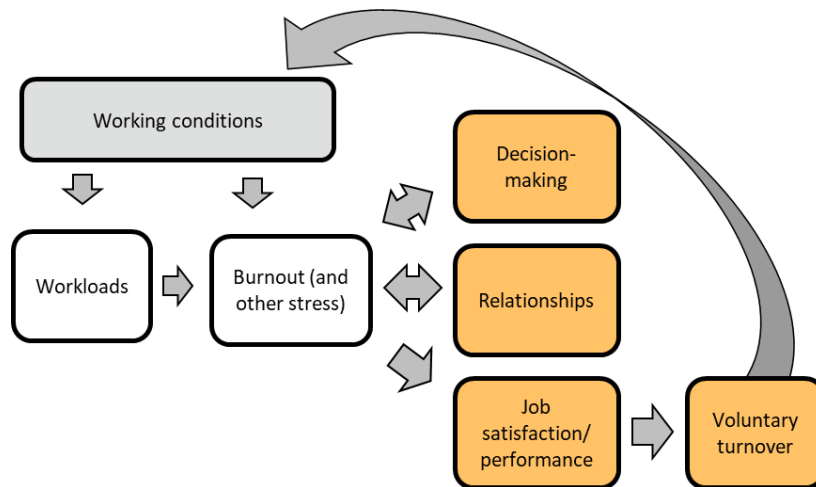 Working conditions
Decision-
making
Workloads
Burnout (and
other stress)
Relationships
Job
satisfaction/
performance
Voluntary
turnover